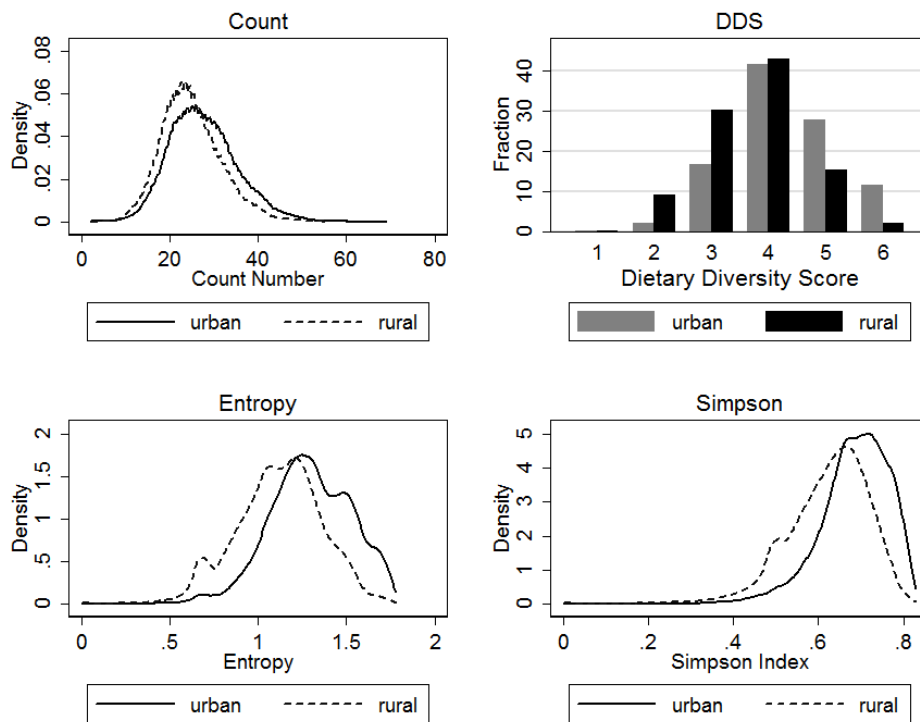 Count
Density
0 .02 .04 .06 .08
0 20 40 60 80
Count Number
urban rural
DDS
Fraction
0 10 20 30 40
1 2 3 4 5 6
Dietary Diversity Score
urban rural
Entropy
Density
0 .5 1 1.5 2
0 .5 1 1.5 2
Entropy
urban rural
Simpson
Density
0 1 2 3 4 5
0 .2 .4 .6 .8
Simpson Index
urban rural